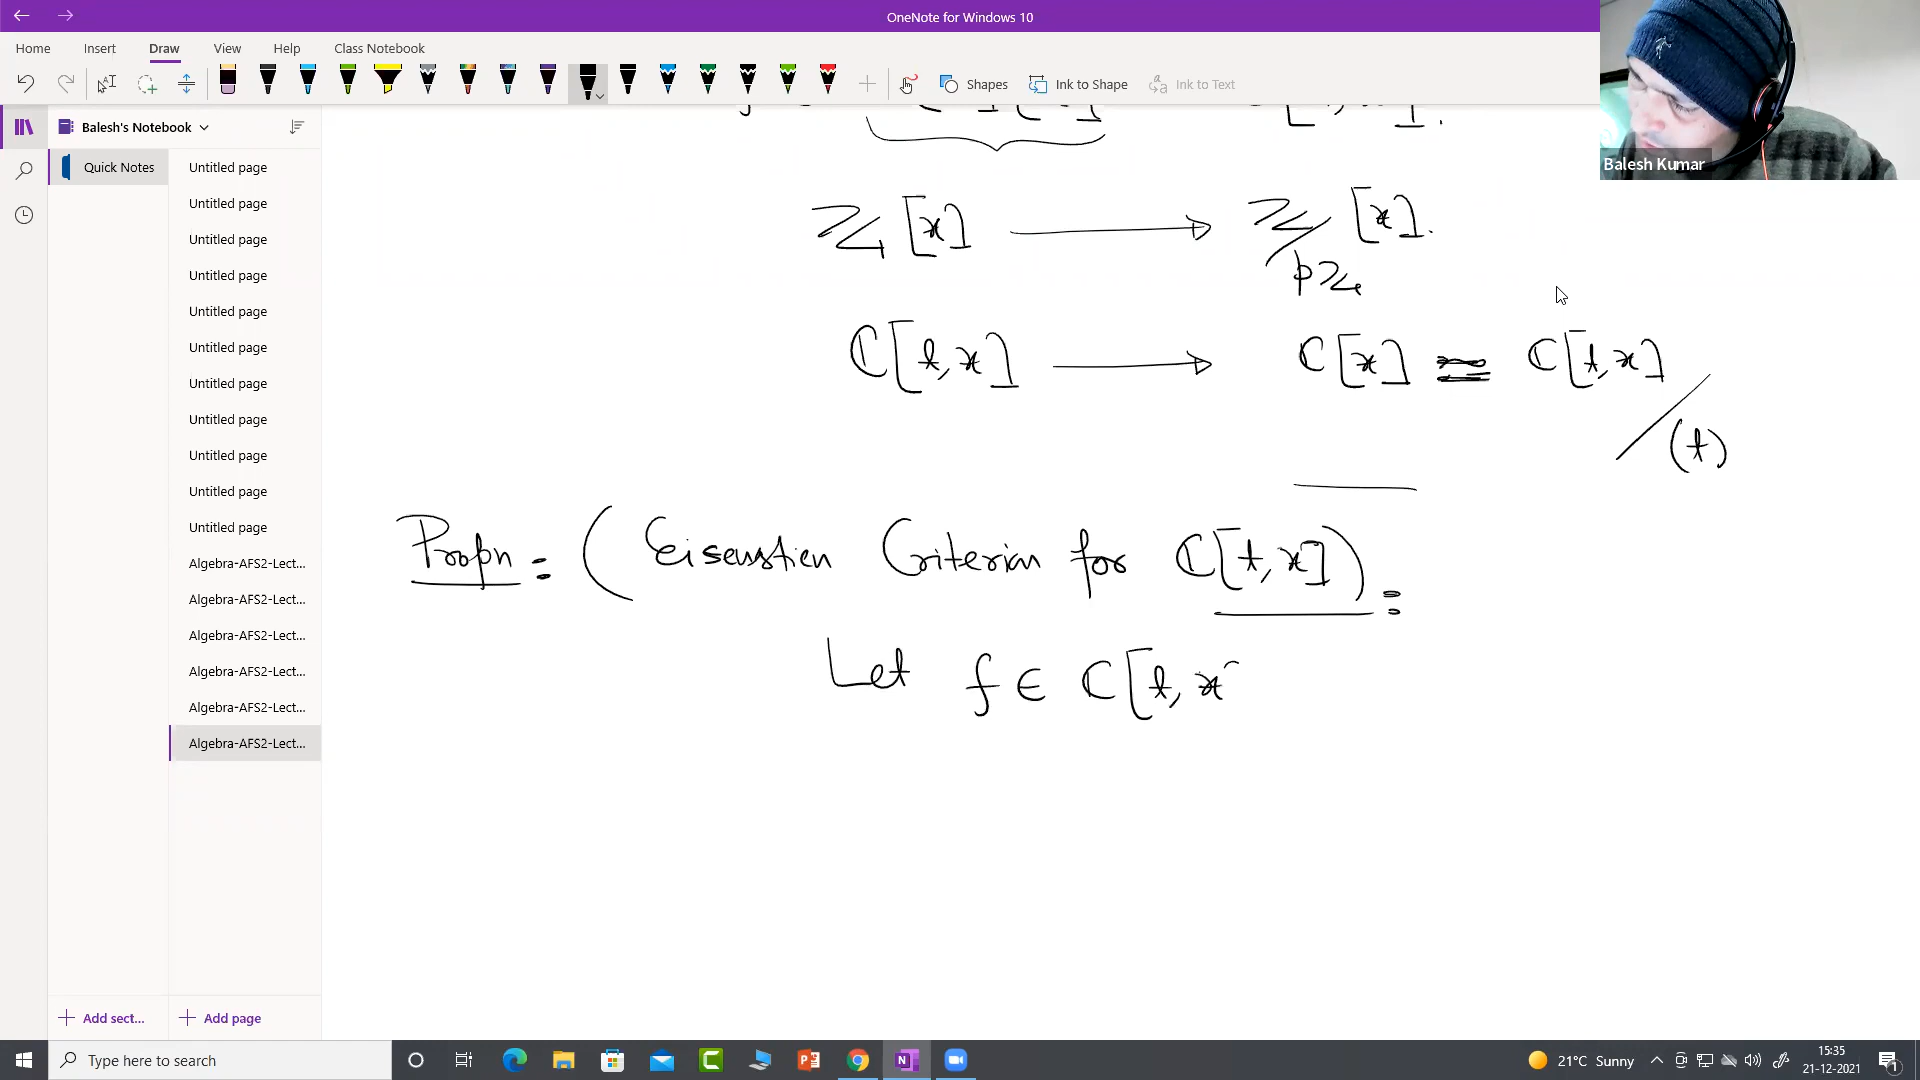 OneNote for Windows 10
Home Insert Draw View Help Class Notebook
Shapes Ink to Shape Ink to Text
Balesh Kumar
Balesh's Notebook
Quick Notes
Untitled page
Untitled page
Untitled page
Untitled page
Untitled page
Untitled page
Untitled page
Untitled page
Untitled page
Untitled page
Untitled page
Algebra-AFS2-Lect...
Algebra-AFS2-Lect...
Algebra-AFS2-Lect...
Algebra-AFS2-Lect...
Algebra-AFS2-Lect...
Algebra-AFS2-Lect...
ℤ[x] ⟶ ℤ/pℤ [x].
ℂ[t,x] ⟶ ℂ[x] ≅ ℂ[t,x]/(t)
Propn : (Eisenstien Criterian for ℂ[t,x]) :
Let f ∈ ℂ[t, x
Add sect... Add page
Type here to search
21°C Sunny
15:35
21-12-2021
1